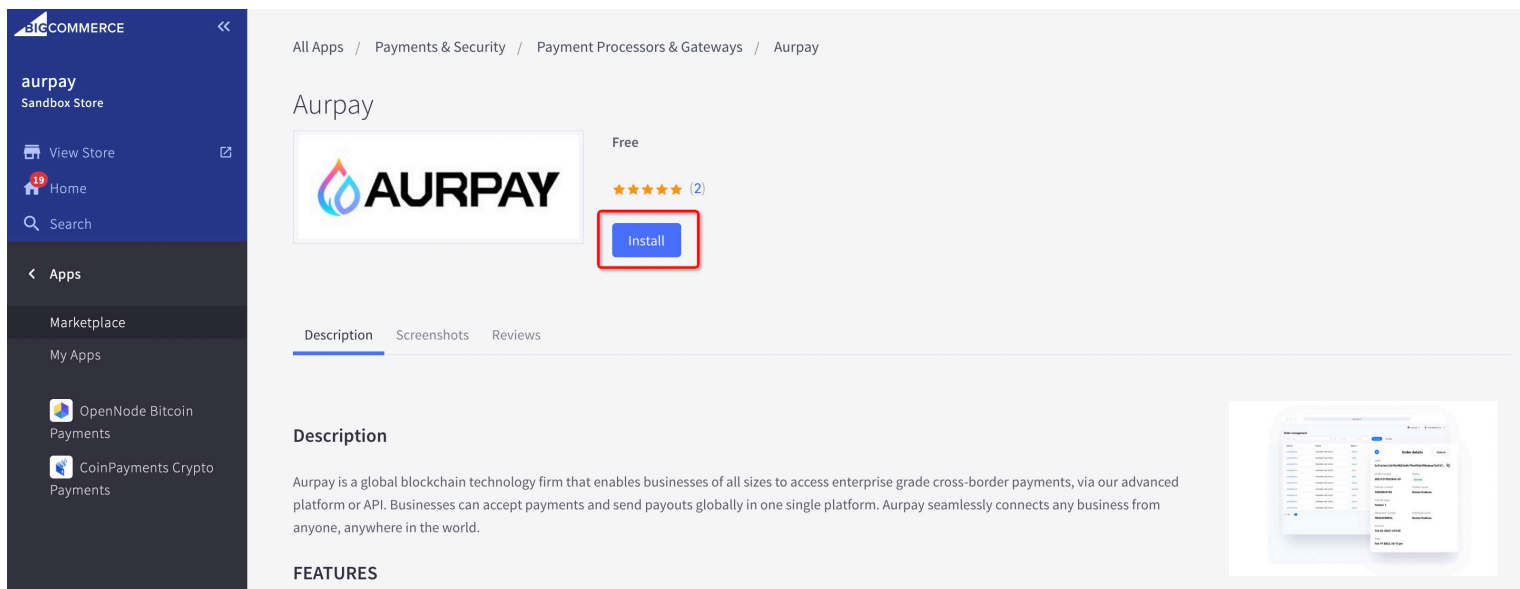 BIGCOMMERCE
aurpay
Sandbox Store
View Store
19
Home
Search
Apps
Marketplace
My Apps
OpenNode Bitcoin
Payments
CoinPayments Crypto
Payments
All Apps / Payments & Security / Payment Processors & Gateways / Aurpay
Aurpay
AURPAY
Free
(2)
Install
Description Screenshots Reviews
Description
Aurpay is a global blockchain technology firm that enables businesses of all sizes to access enterprise grade cross-border payments, via our advanced
platform or API. Businesses can accept payments and send payouts globally in one single platform. Aurpay seamlessly connects any business from
anyone, anywhere in the world.
FEATURES
Order management
Order details